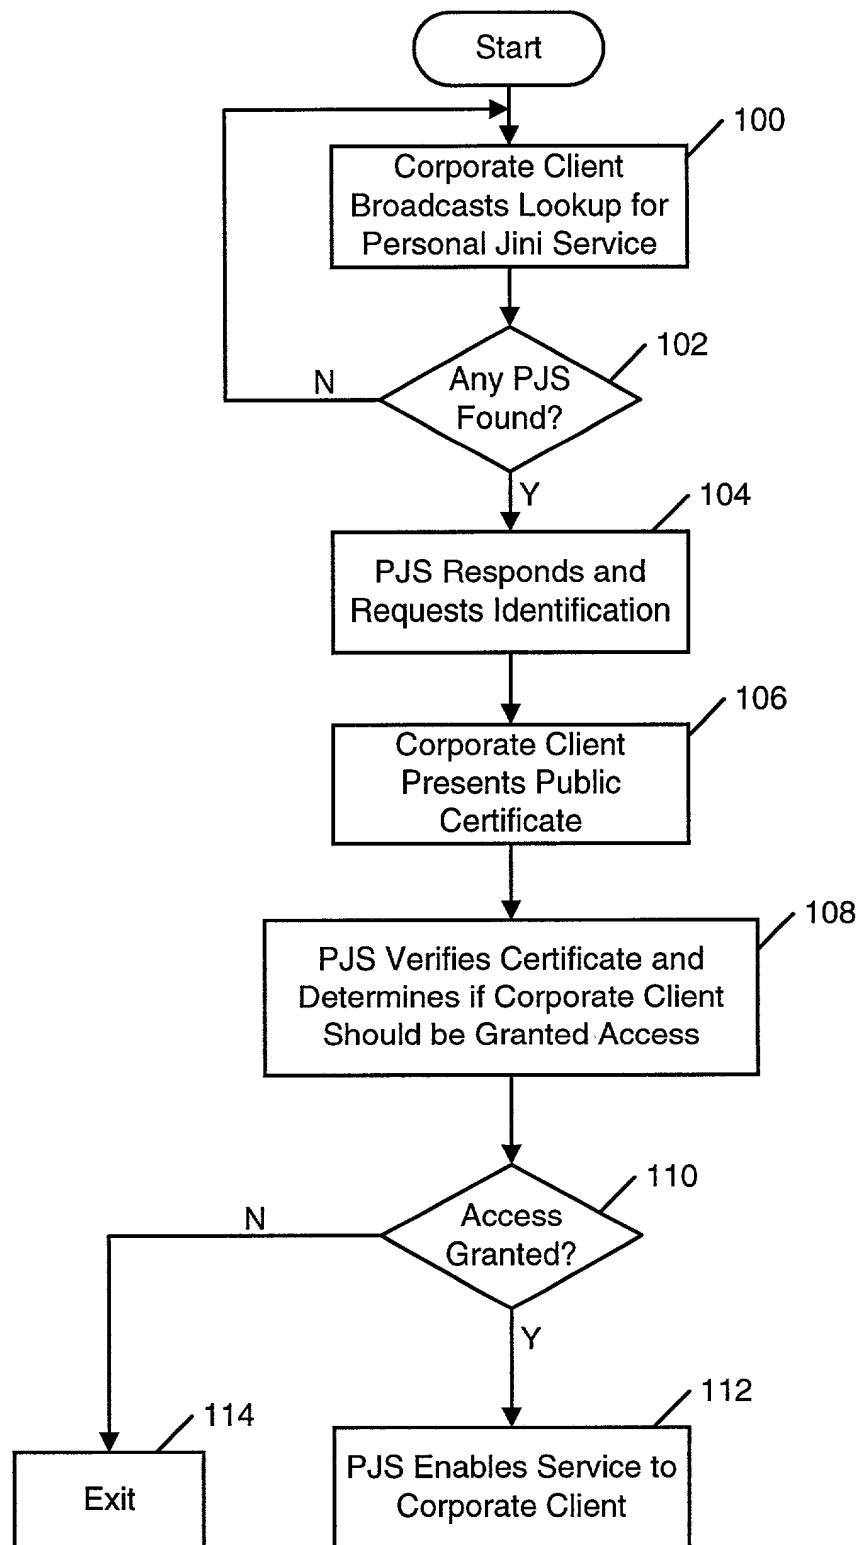 Start
100
Corporate Client
Broadcasts Lookup for
Personal Jini Service
102
Any PJS
Found?
N
Y
104
PJS Responds and
Requests Identification
106
Corporate Client
Presents Public
Certificate
108
PJS Verifies Certificate and
Determines if Corporate Client
Should be Granted Access
110
Access
Granted?
N
Y
114
Exit
112
PJS Enables Service to
Corporate Client